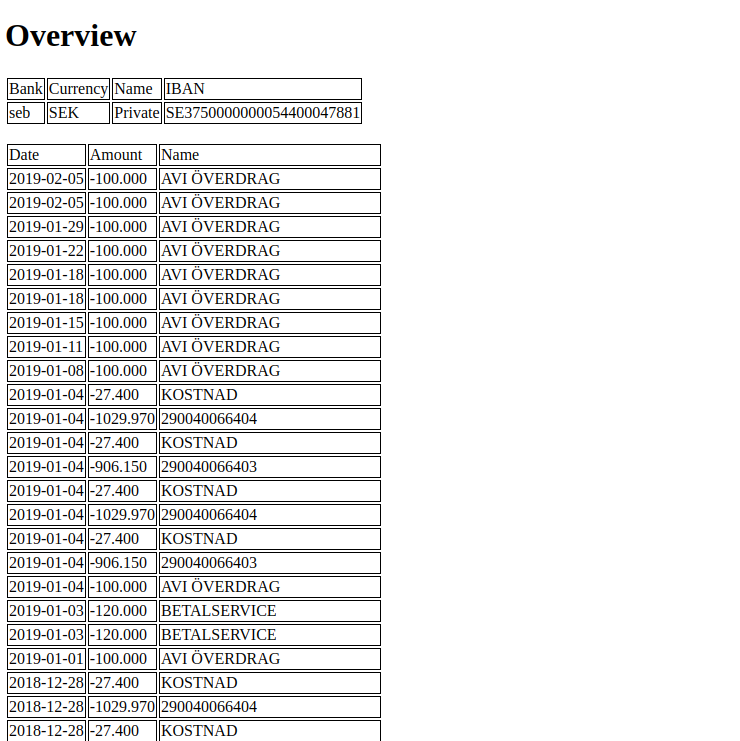 Overview
Bank Currency Name IBAN
seb SEK Private SE3750000000054400047881
Date Amount Name
2019-02-05 -100.000 AVI ÖVERDRAG
2019-02-05 -100.000 AVI ÖVERDRAG
2019-01-29 -100.000 AVI ÖVERDRAG
2019-01-22 -100.000 AVI ÖVERDRAG
2019-01-18 -100.000 AVI ÖVERDRAG
2019-01-18 -100.000 AVI ÖVERDRAG
2019-01-15 -100.000 AVI ÖVERDRAG
2019-01-11 -100.000 AVI ÖVERDRAG
2019-01-08 -100.000 AVI ÖVERDRAG
2019-01-04 -27.400 KOSTNAD
2019-01-04 -1029.970 290040066404
2019-01-04 -27.400 KOSTNAD
2019-01-04 -906.150 290040066403
2019-01-04 -27.400 KOSTNAD
2019-01-04 -1029.970 290040066404
2019-01-04 -27.400 KOSTNAD
2019-01-04 -906.150 290040066403
2019-01-04 -100.000 AVI ÖVERDRAG
2019-01-03 -120.000 BETALSERVICE
2019-01-03 -120.000 BETALSERVICE
2019-01-01 -100.000 AVI ÖVERDRAG
2018-12-28 -27.400 KOSTNAD
2018-12-28 -1029.970 290040066404
2018-12-28 -27.400 KOSTNAD